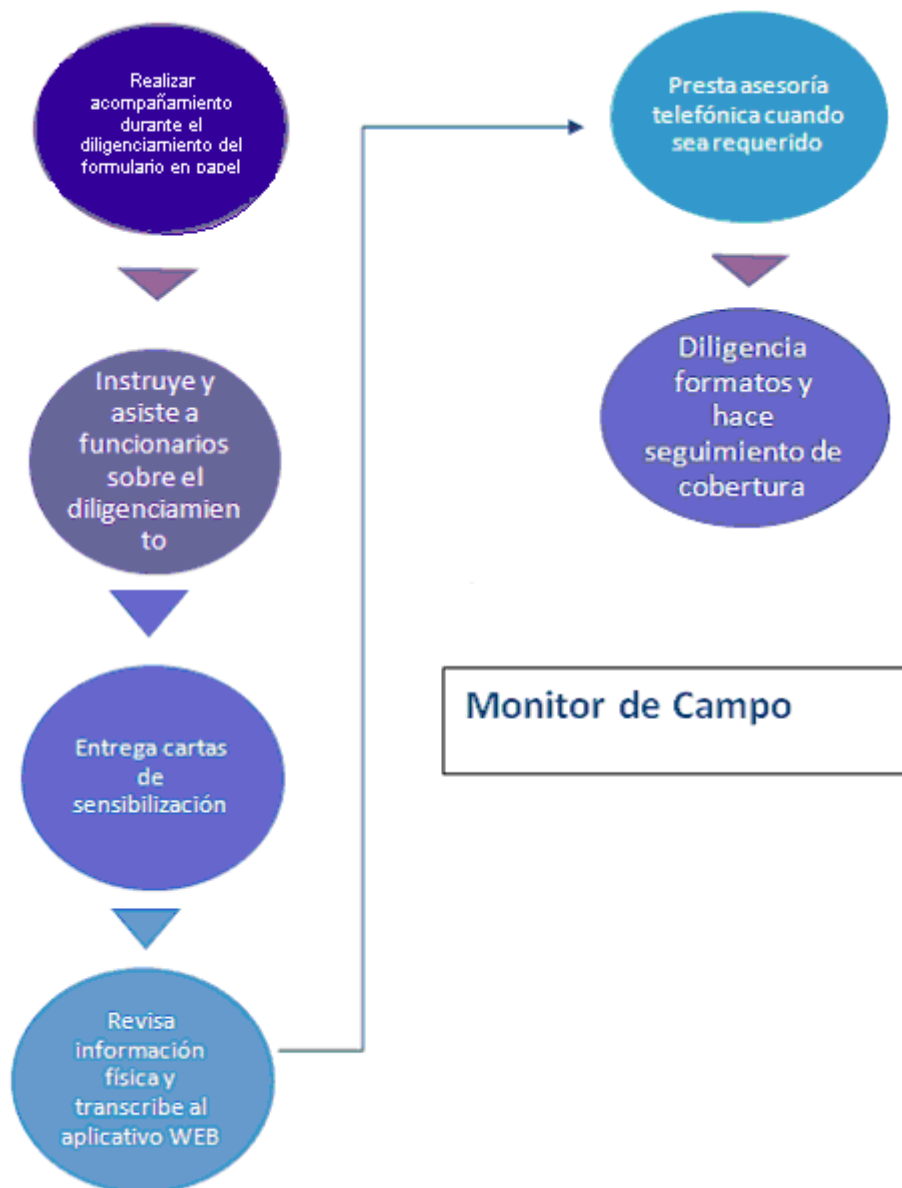 Realizar
acompañamiento
durante el
diligenciamiento del
formulario en papel
Instruye y
asiste a
funcionarios
sobre el
diligenciamien
to
Entrega cartas
de
sensibilización
Revisa
información
física y
transcribe al
aplicativo WEB
Presta asesoría
telefónica cuando
sea requerido
Diligencia
formatos y
hace
seguimiento de
cobertura
Monitor de Campo